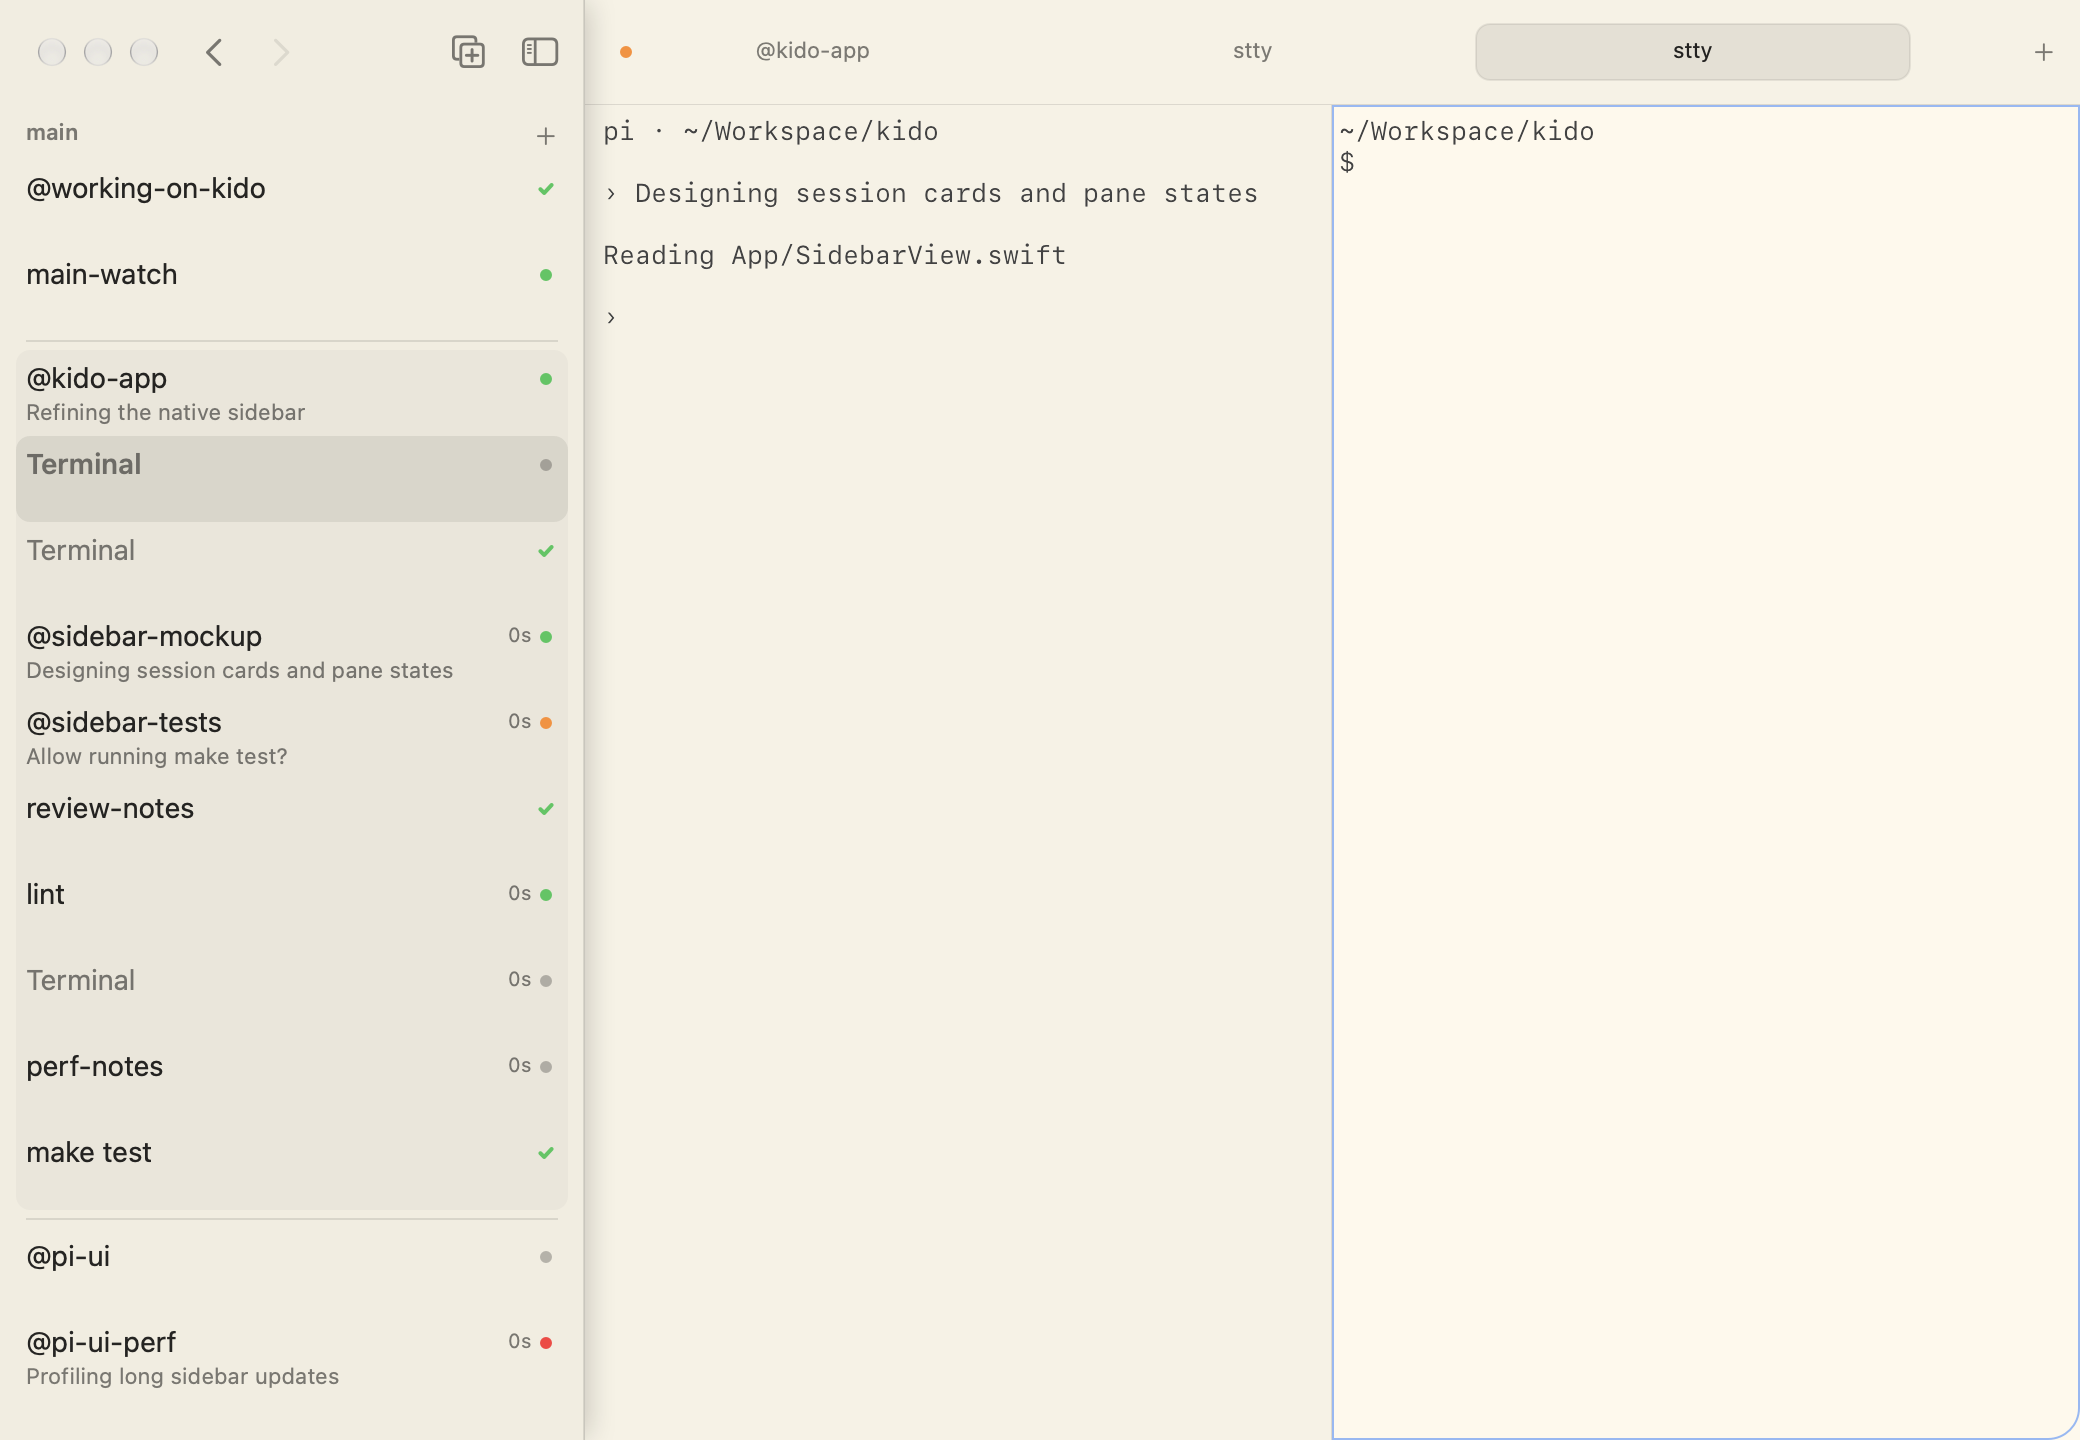 @kido-app
stty
stty
main
@working-on-kido
main-watch
@kido-app
Refining the native sidebar
Terminal
Terminal
@sidebar-mockup 0s
Designing session cards and pane states
@sidebar-tests 0s
Allow running make test?
review-notes
lint 0s
Terminal 0s
perf-notes 0s
make test
@pi-ui
@pi-ui-perf 0s
Profiling long sidebar updates
pi · ~/Workspace/kido
› Designing session cards and pane states
Reading App/SidebarView.swift
›
~/Workspace/kido
$